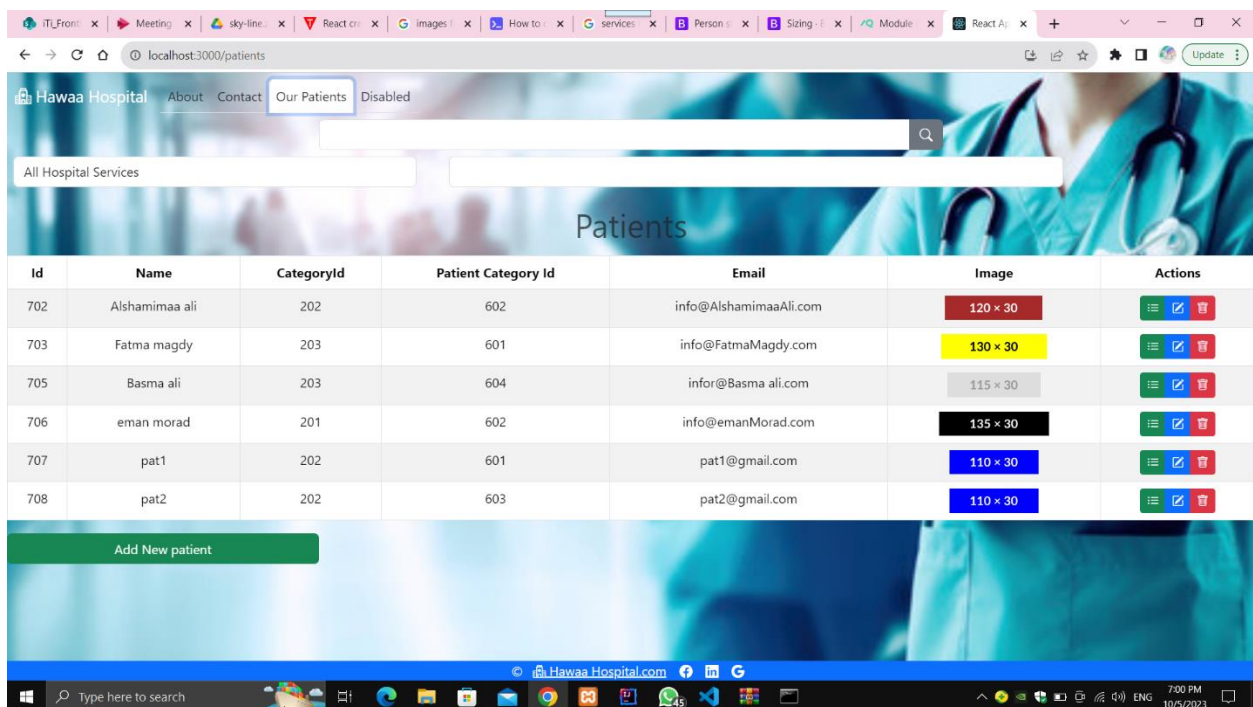 iTi_Front
Meeting
sky-line.
React cre
images
How to
services
Person s
Sizing -
Module
React Ap
localhost:3000/patients
Update
Hawaa Hospital About Contact Our Patients Disabled
All Hospital Services
Patients
Id Name CategoryId Patient Category Id Email Image Actions
702 Alshamimaa ali 202 602 info@AlshamimaaAli.com 120 × 30
703 Fatma magdy 203 601 info@FatmaMagdy.com 130 × 30
705 Basma ali 203 604 infor@Basma ali.com 115 × 30
706 eman morad 201 602 info@emanMorad.com 135 × 30
707 pat1 202 601 pat1@gmail.com 110 × 30
708 pat2 202 603 pat2@gmail.com 110 × 30
Add New patient
© Hawaa Hospital.com
Type here to search
45
ENG
7:00 PM
10/5/2023